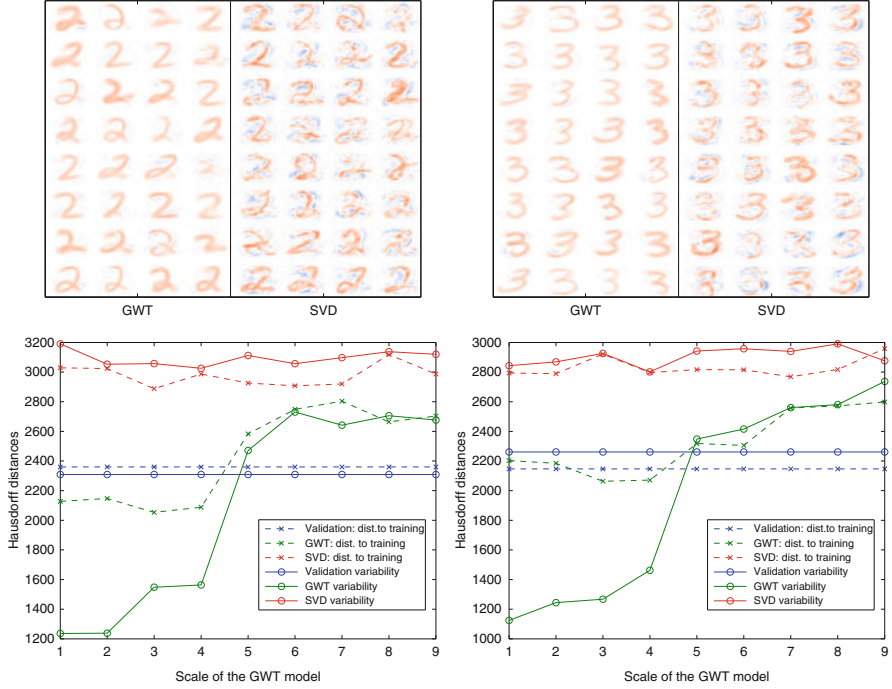 GWT SVD
GWT SVD
3200
3000
2800
2600
2400
2200
2000
1800
1600
1400
1200
Hausdorff distances
1 2 3 4 5 6 7 8 9
Scale of the GWT model
Validation: dist.to training
GWT: dist. to training
SVD: dist. to training
Validation variability
GWT variability
SVD variability
3000
2800
2600
2400
2200
2000
1800
1600
1400
1200
1000
Hausdorff distances
1 2 3 4 5 6 7 8 9
Scale of the GWT model
Validation: dist.to training
GWT: dist. to training
SVD: dist. to training
Validation variability
GWT variability
SVD variability